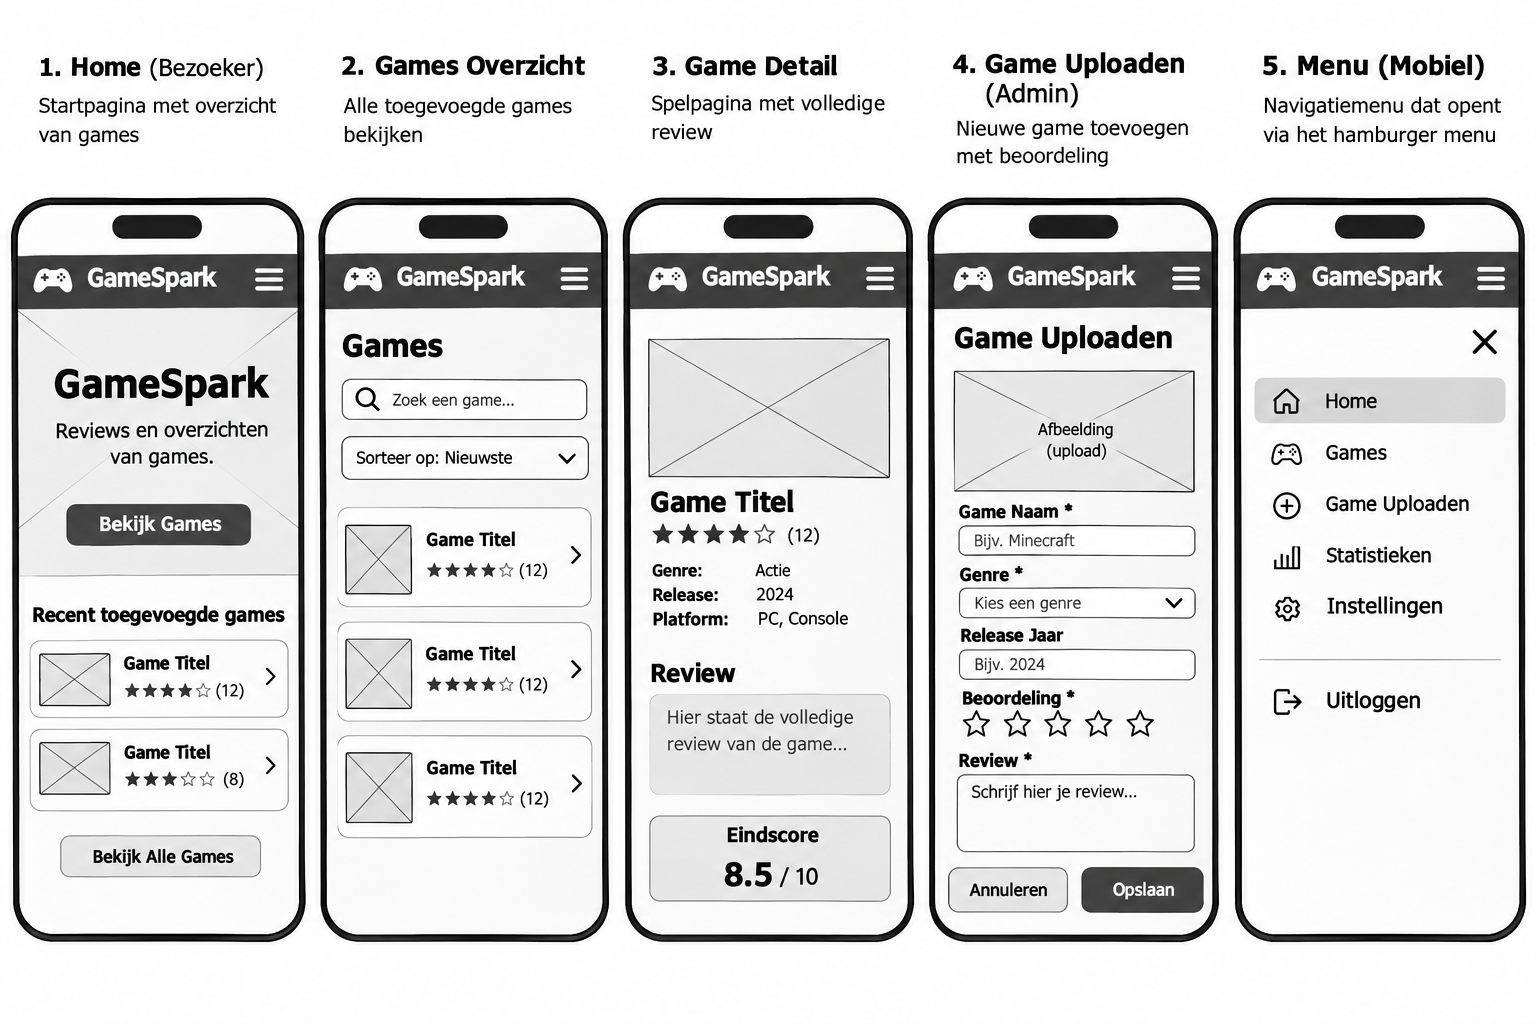 1. Home (Bezoeker)
Startpagina met overzicht
van games
GameSpark
GameSpark
Reviews en overzichten
van games.
Bekijk Games
Recent toegevoegde games
Game Titel
(12)
Game Titel
(8)
Bekijk Alle Games
2. Games Overzicht
Alle toegevoegde games
bekijken
GameSpark
Games
Zoek een game...
Sorteer op: Nieuwste
Game Titel
(12)
Game Titel
(12)
Game Titel
(12)
3. Game Detail
Spelpagina met volledige
review
GameSpark
Game Titel
(12)
Genre: Actie
Release: 2024
Platform: PC, Console
Review
Hier staat de volledige
review van de game...
Eindscore
8.5 / 10
4. Game Uploaden
(Admin)
Nieuwe game toevoegen
met beoordeling
GameSpark
Game Uploaden
Afbeelding
(upload)
Game Naam *
Bijv. Minecraft
Genre *
Kies een genre
Release Jaar
Bijv. 2024
Beoordeling *
Review *
Schrijf hier je review...
Annuleren
Opslaan
5. Menu (Mobiel)
Navigatiemenu dat opent
via het hamburger menu
GameSpark
Home
Games
Game Uploaden
Statistieken
Instellingen
Uitloggen